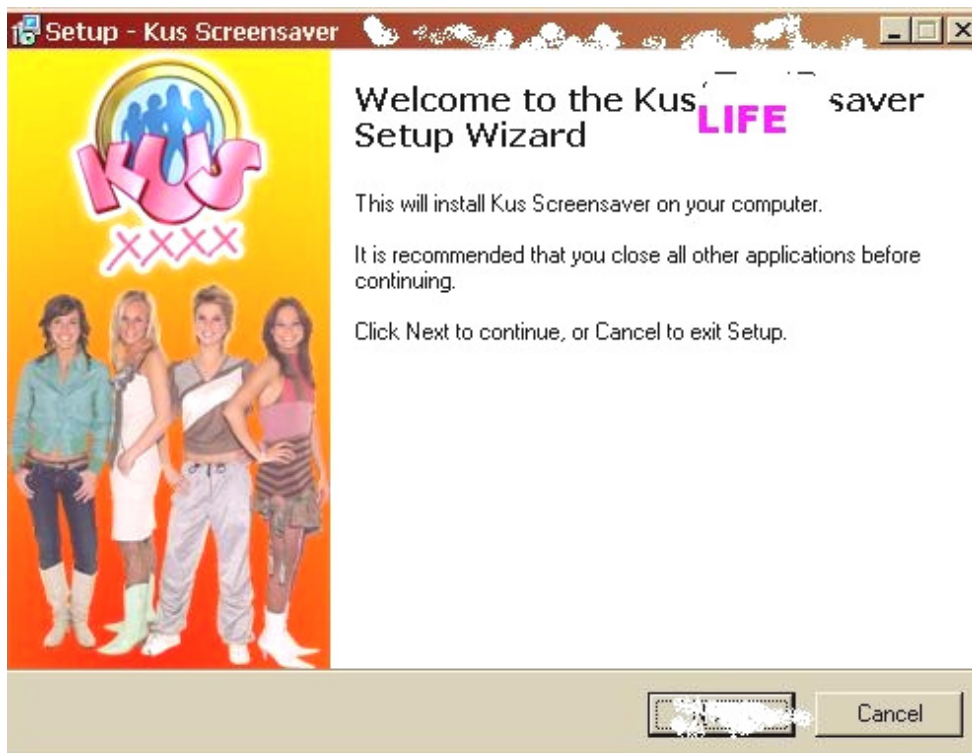 Setup - Kus Screensaver
KUS
XXXX
Welcome to the Kus LIFE saver
Setup Wizard
This will install Kus Screensaver on your computer.
It is recommended that you close all other applications before
continuing.
Click Next to continue, or Cancel to exit Setup.
Cancel